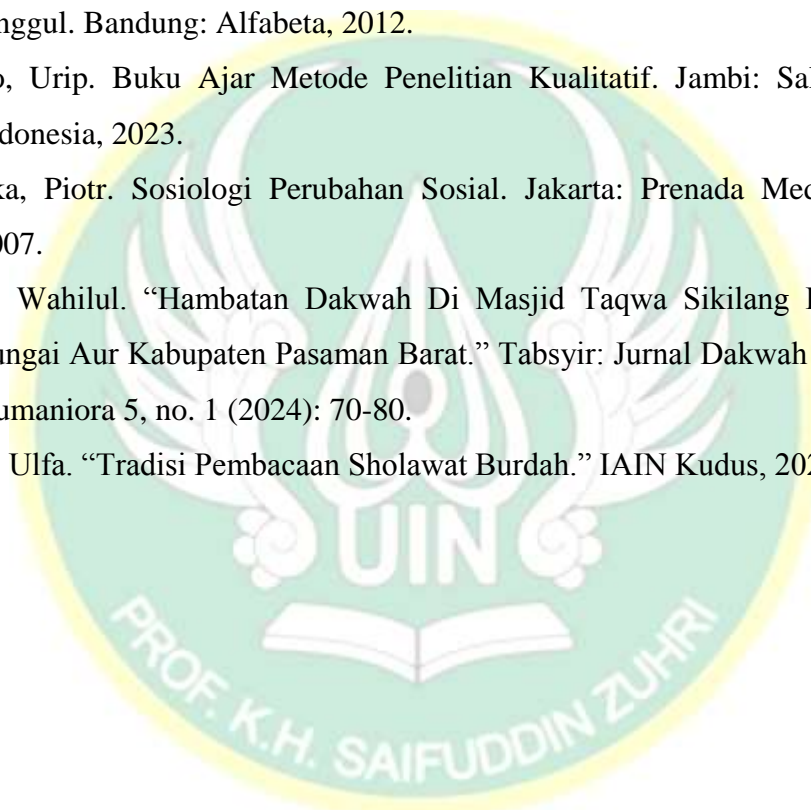 nggul. Bandung: Alfabeta, 2012.
o, Urip. Buku Ajar Metode Penelitian Kualitatif. Jambi: Sal
donesia, 2023.
ka, Piotr. Sosiologi Perubahan Sosial. Jakarta: Prenada Med
007.
Wahilul. “Hambatan Dakwah Di Masjid Taqwa Sikilang
ungai Aur Kabupaten Pasaman Barat.” Tabsyir: Jurnal Dakwah
umaniora 5, no. 1 (2024): 70-80.
Ulfa. “Tradisi Pembacaan Sholawat Burdah.” IAIN Kudus, 202
UIN
PROF. K.H. SAIFUDDIN ZUHRI